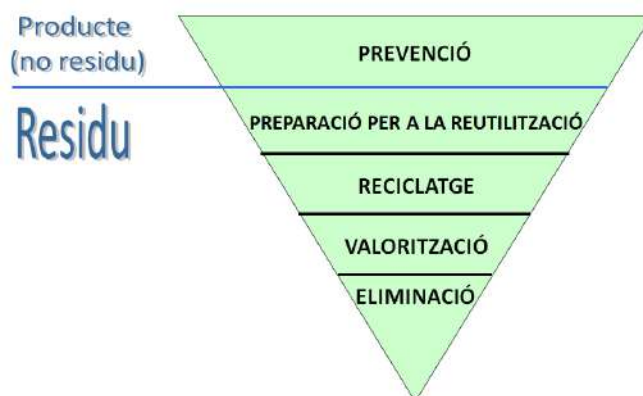 Producte
(no residu)
PREVENCIÓ
Residu
PREPARACIÓ PER A LA REUTILITZACIÓ
RECICLATGE
VALORITZACIÓ
ELIMINACIÓ